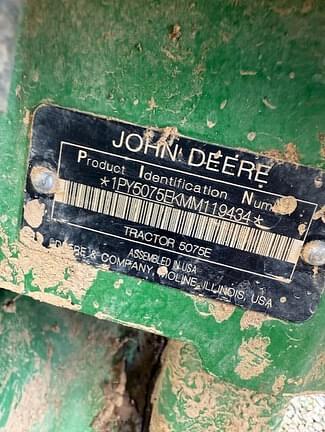 JOHN DEERE
Product Identification Num
*1PY5075EKMM119434*
TRACTOR 5075E
ASSEMBLED IN USA
DEERE & COMPANY, MOLINE, ILLINOIS, USA